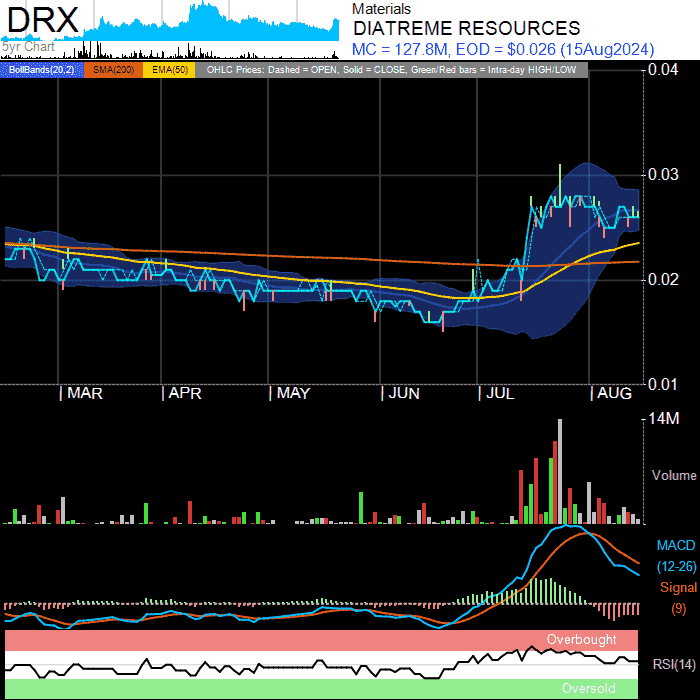 DRX
5yr Chart
Materials
DIATREME RESOURCES
MC = 127.8M, EOD = $0.026 (15Aug2024)
BollBands(20,2) SMA(200) EMA(50) OHLC Prices: Dashed = OPEN, Solid = CLOSE, Green/Red bars = Intra-day HIGH/LOW
0.04
0.03
0.02
0.01
MAR APR MAY JUN JUL AUG
14M
Volume
MACD
(12-26)
Signal
(9)
Overbought
RSI(14)
Oversold